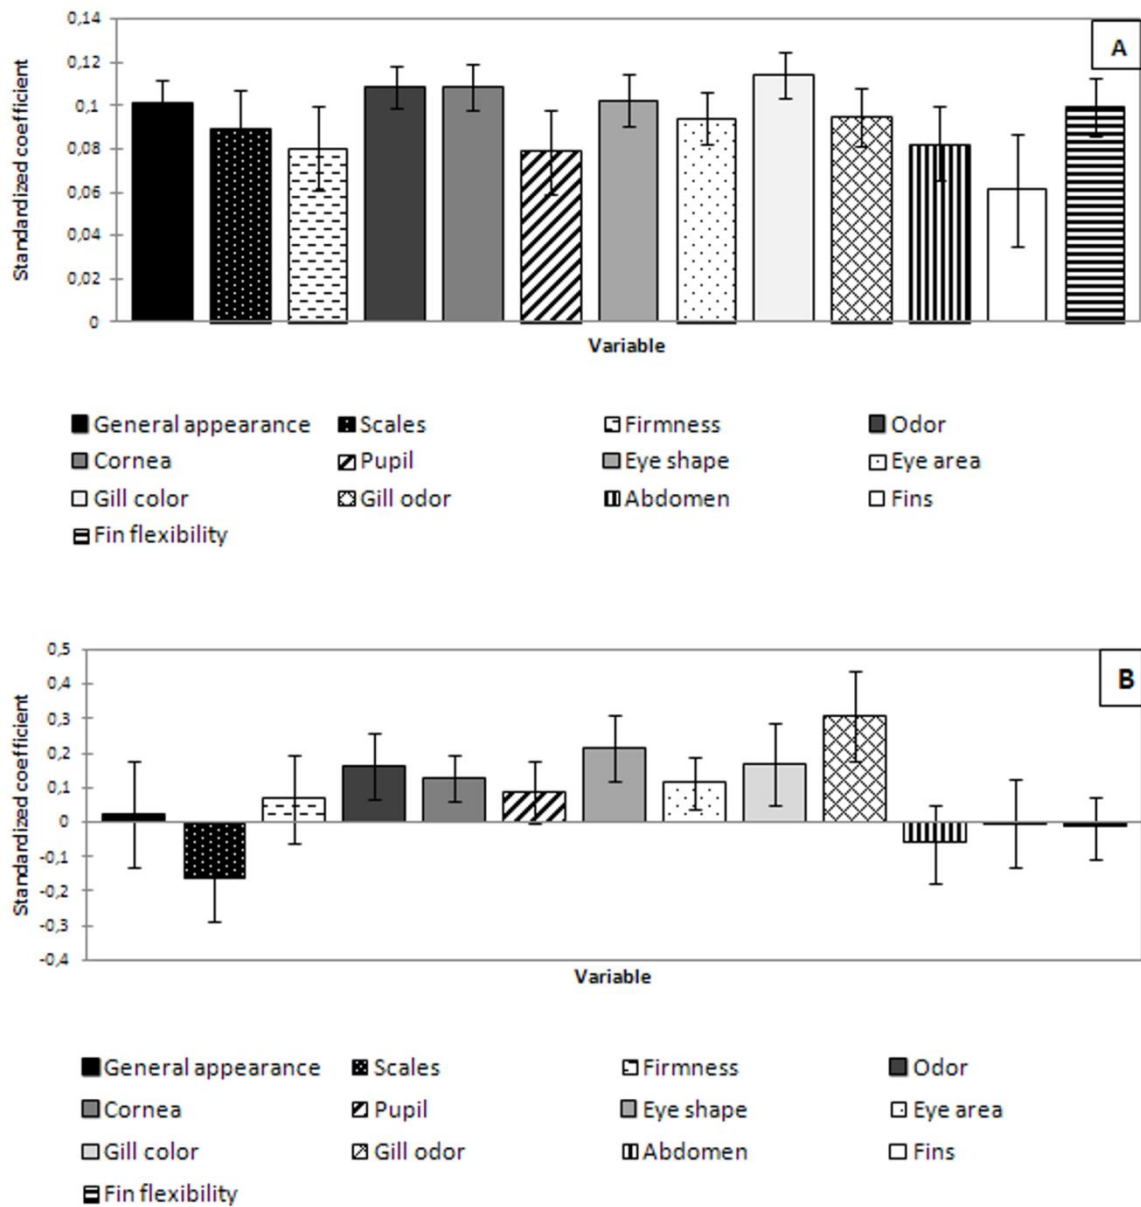 0,14
A
0,12
0,1
0,08
0,06
0,04
0,02
0
Standardized coefficient
Variable
General appearance Scales Firmness Odor
Cornea Pupil Eye shape Eye area
Gill color Gill odor Abdomen Fins
Fin flexibility
0,5
B
0,4
0,3
0,2
0,1
0
-0,1
-0,2
-0,3
-0,4
Standardized coefficient
Variable
General appearance Scales Firmness Odor
Cornea Pupil Eye shape Eye area
Gill color Gill odor Abdomen Fins
Fin flexibility